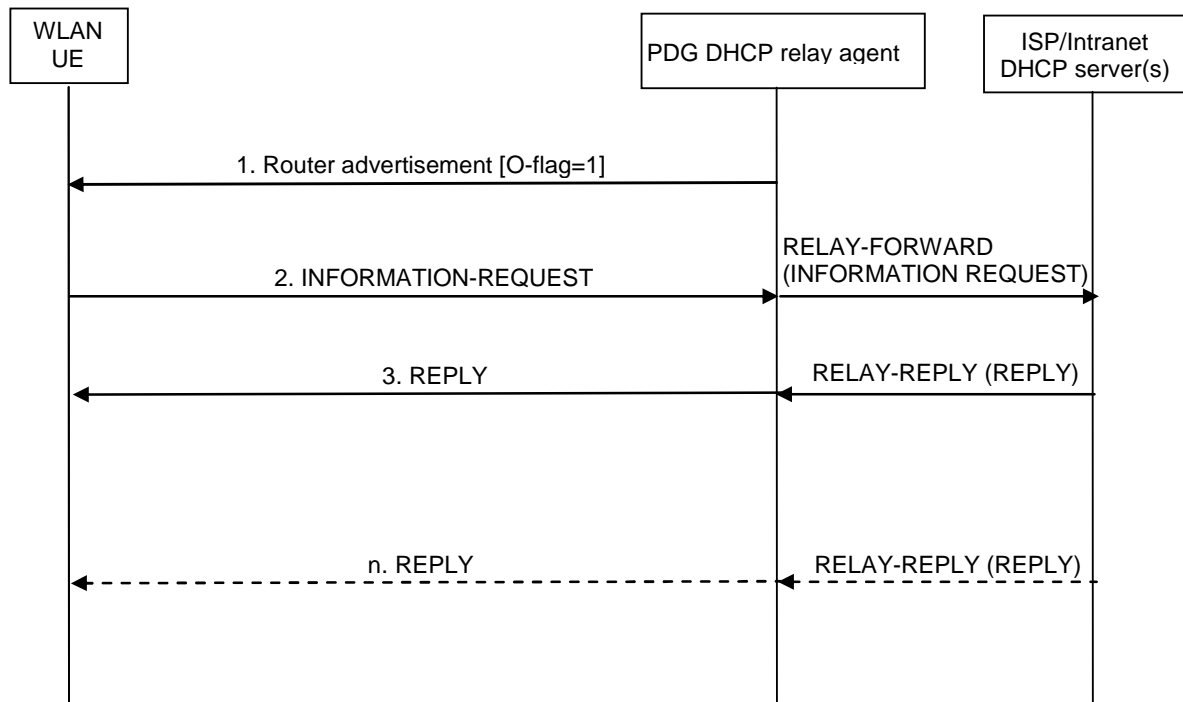 WLAN
UE
PDG DHCP relay agent
ISP/Intranet
DHCP server(s)
1. Router advertisement [O-flag=1]
2. INFORMATION-REQUEST
RELAY-FORWARD
(INFORMATION REQUEST)
3. REPLY
RELAY-REPLY (REPLY)
n. REPLY
RELAY-REPLY (REPLY)